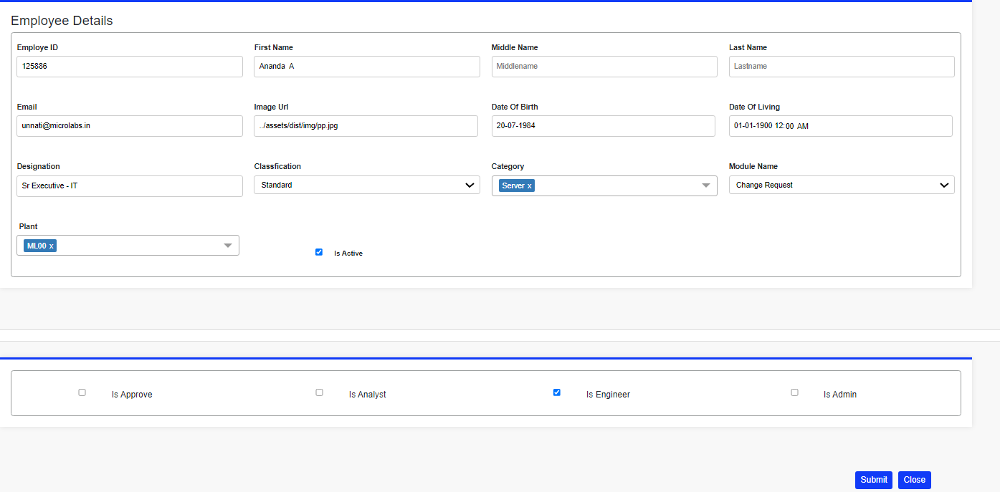 Employee Details
Employe ID First Name Middle Name Last Name
125886 Ananda A Middlename Lastname
Email Image Url Date Of Birth Date Of Living
unnati@microlabs.in ../assets/dist/img/pp.jpg 20-07-1984 01-01-1900 12:00 AM
Designation Classfication Category Module Name
Sr Executive - IT Standard Server x Change Request
Plant
ML00 x
Is Active
Is Approve Is Analyst Is Engineer Is Admin
Submit Close